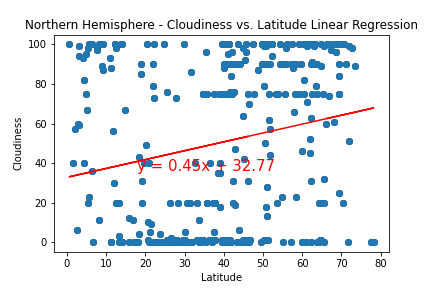 Northern Hemisphere - Cloudiness vs. Latitude Linear Regression
100
80
60
40
20
0
Cloudiness
y = 0.45x + 32.77
0 10 20 30 40 50 60 70 80
Latitude